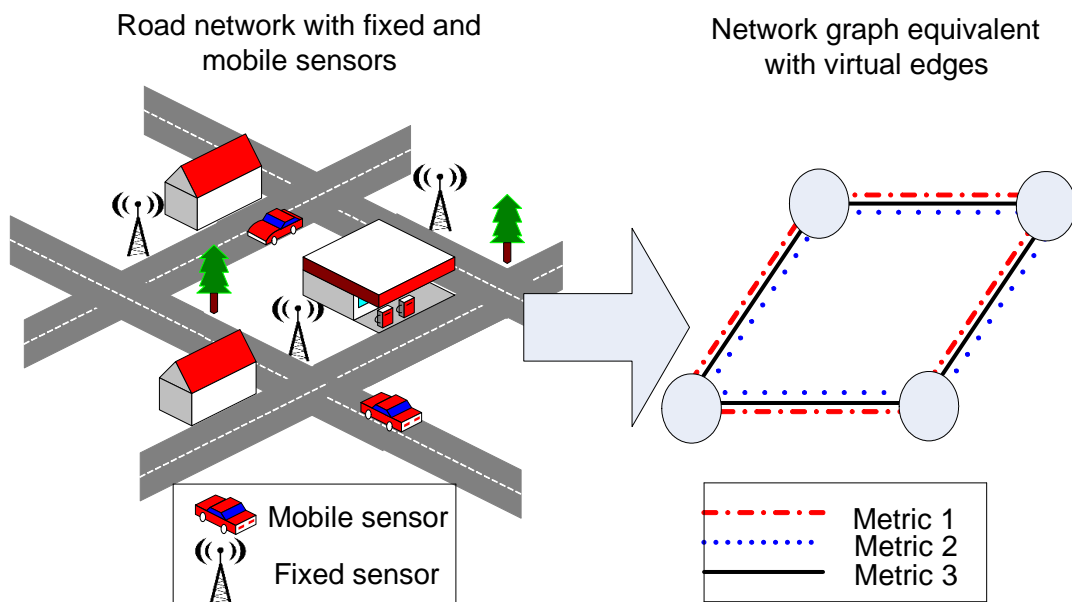 Road network with fixed and
mobile sensors
Network graph equivalent
with virtual edges
Mobile sensor
Fixed sensor
Metric 1
Metric 2
Metric 3